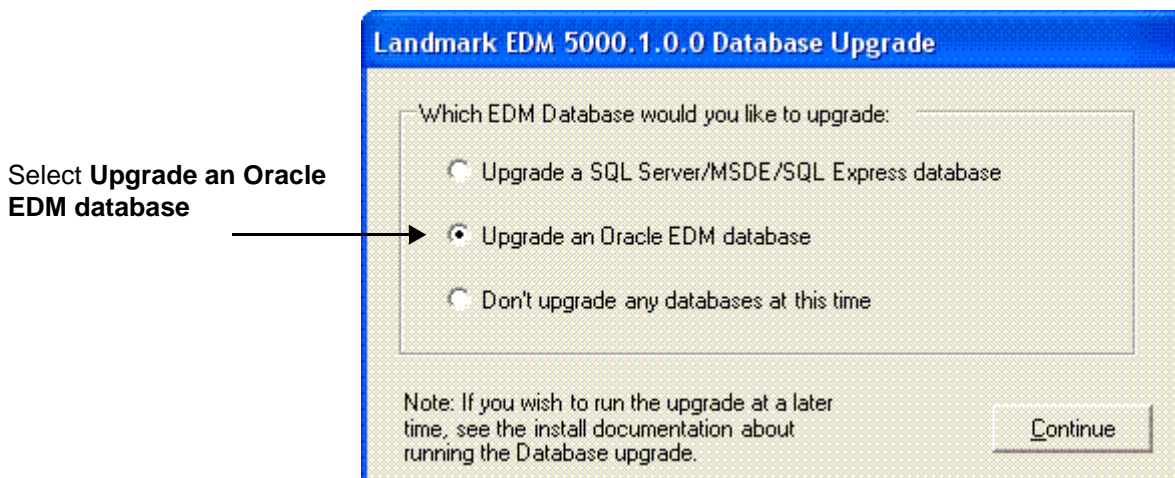 Landmark EDM 5000.1.0.0 Database Upgrade
Which EDM Database would you like to upgrade:
Upgrade a SQL Server/MSDE/SQL Express database
Select Upgrade an Oracle
EDM database
Upgrade an Oracle EDM database
Don't upgrade any databases at this time
Note: If you wish to run the upgrade at a later
time, see the install documentation about
running the Database upgrade.
Continue